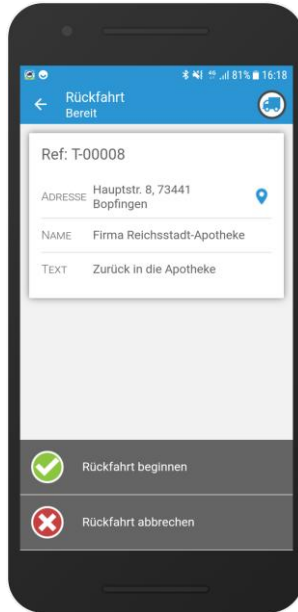 81% 16:18
Rückfahrt
Bereit
Ref: T-00008
ADRESSE Hauptstr. 8, 73441
Bopfingen
NAME Firma Reichsstadt-Apotheke
TEXT Zurück in die Apotheke
Rückfahrt beginnen
Rückfahrt abbrechen